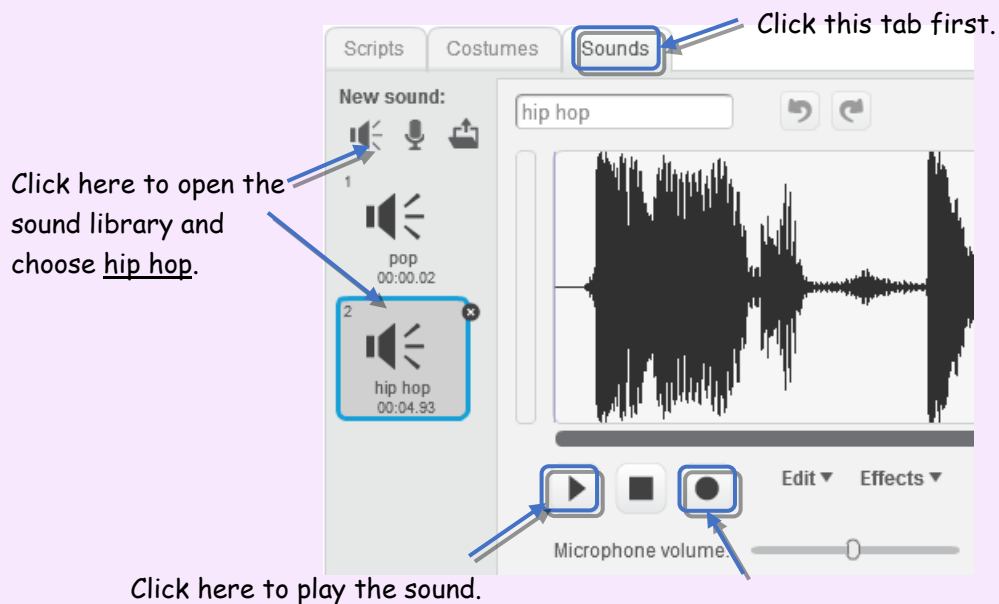 Click this tab first.
Scripts
Costumes
Sounds
New sound:
hip hop
Click here to open the
sound library and
choose hip hop.
1
pop
00:00.02
2
hip hop
00:04.93
Edit ▼
Effects ▼
Microphone volume:
Click here to play the sound.